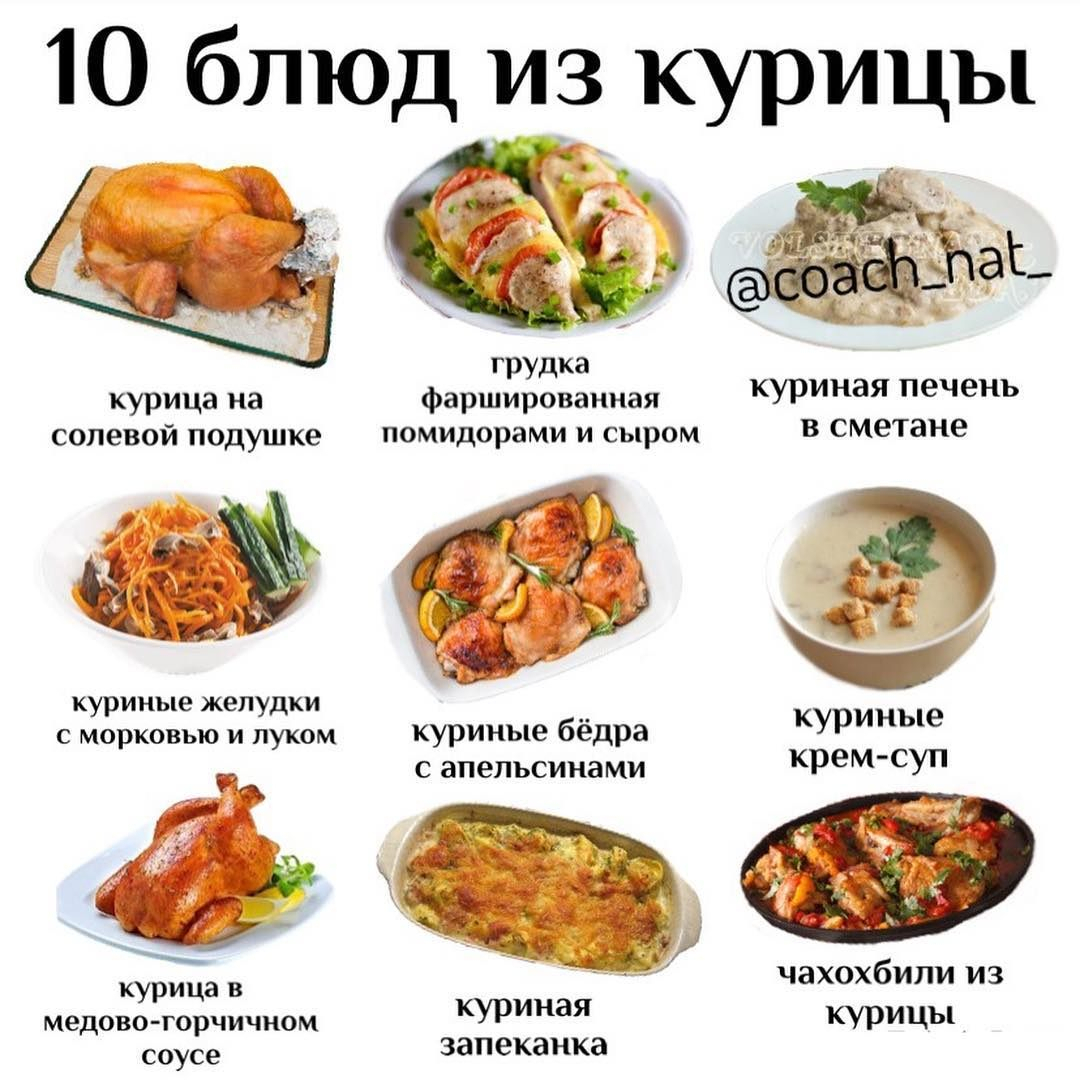 10 блюд из курицы
@coach_nat_
курица на
солевой подушке
грудка
фаршированная
помидорами и сыром
куриная печень
в сметане
куриные желудки
с морковью и луком
куриные бёдра
с апельсинами
куриные
крем-суп
курица в
медово-горчичном
соусе
куриная
запеканка
чахохбили из
курицы